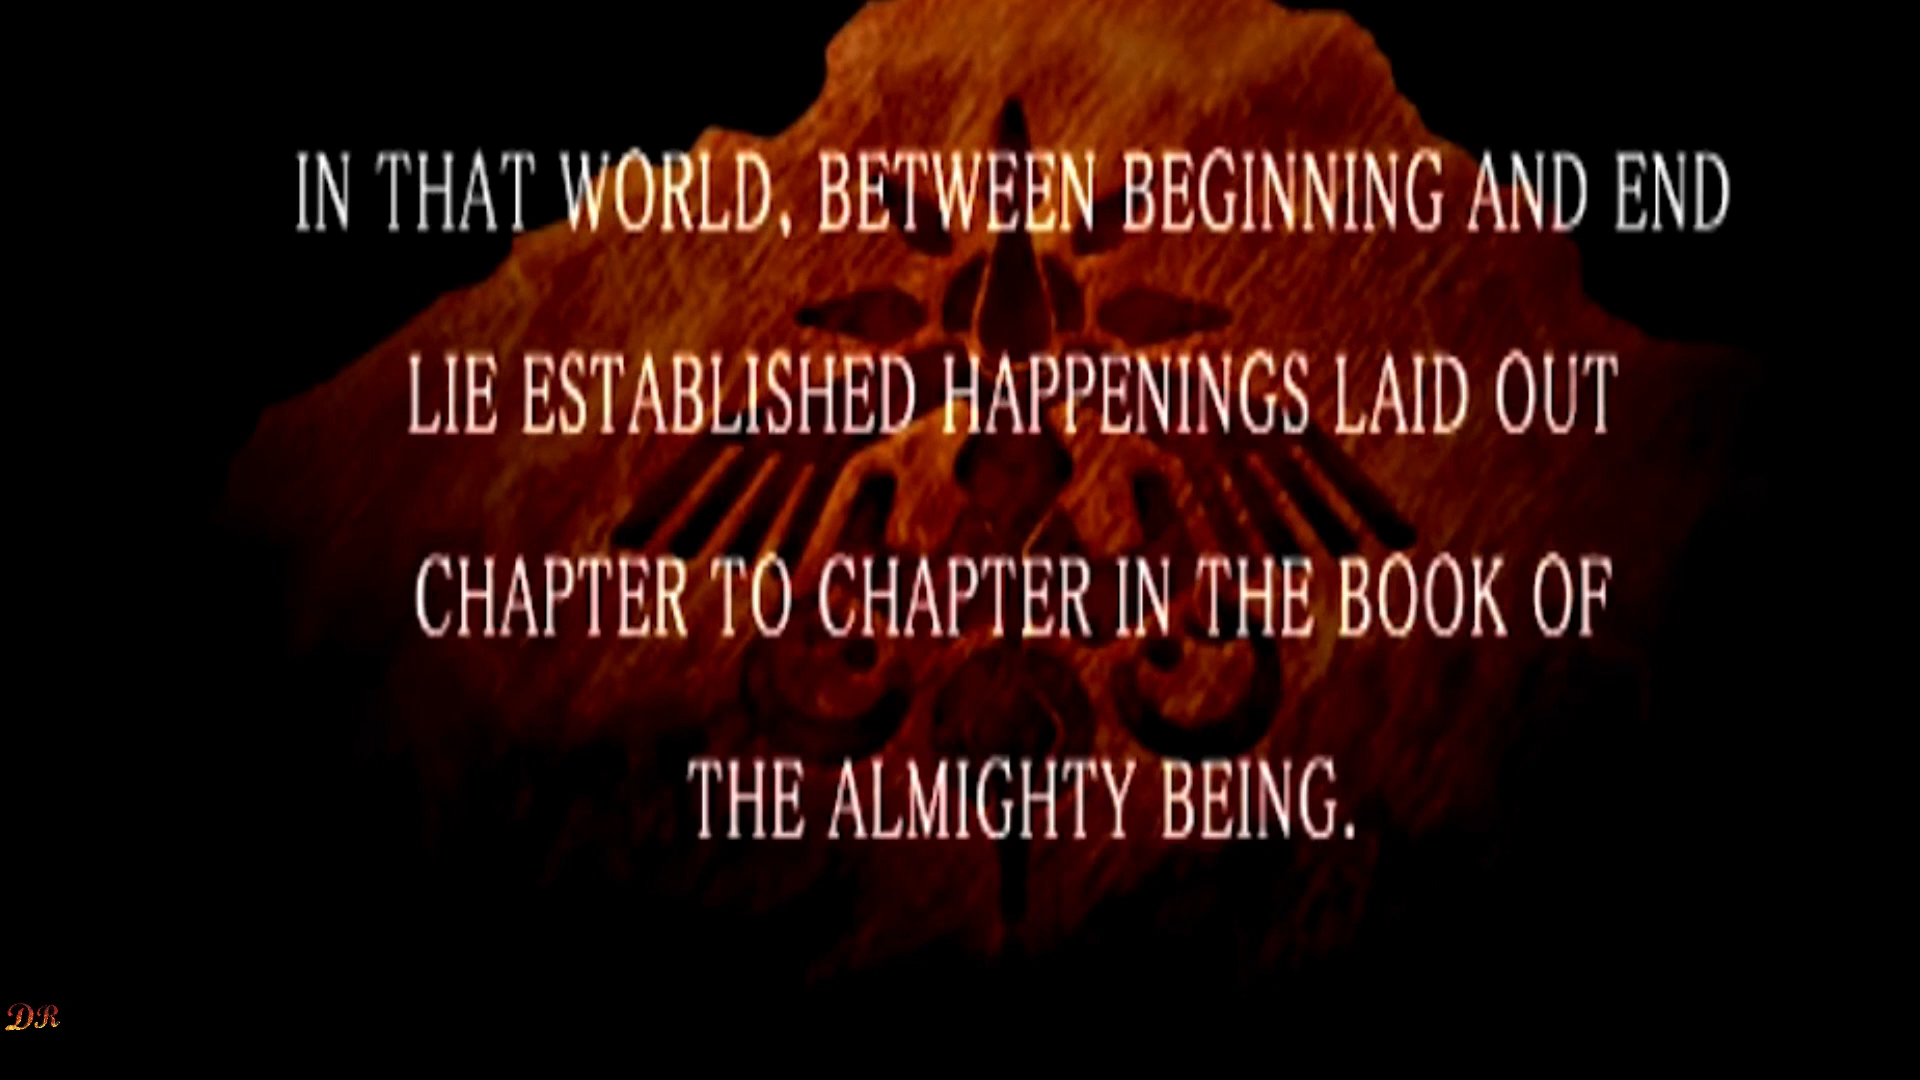 IN THAT WORLD, BETWEEN BEGINNING AND END
LIE ESTABLISHED HAPPENINGS LAID OUT
CHAPTER TO CHAPTER IN THE BOOK OF
THE ALMIGHTY BEING.
DR